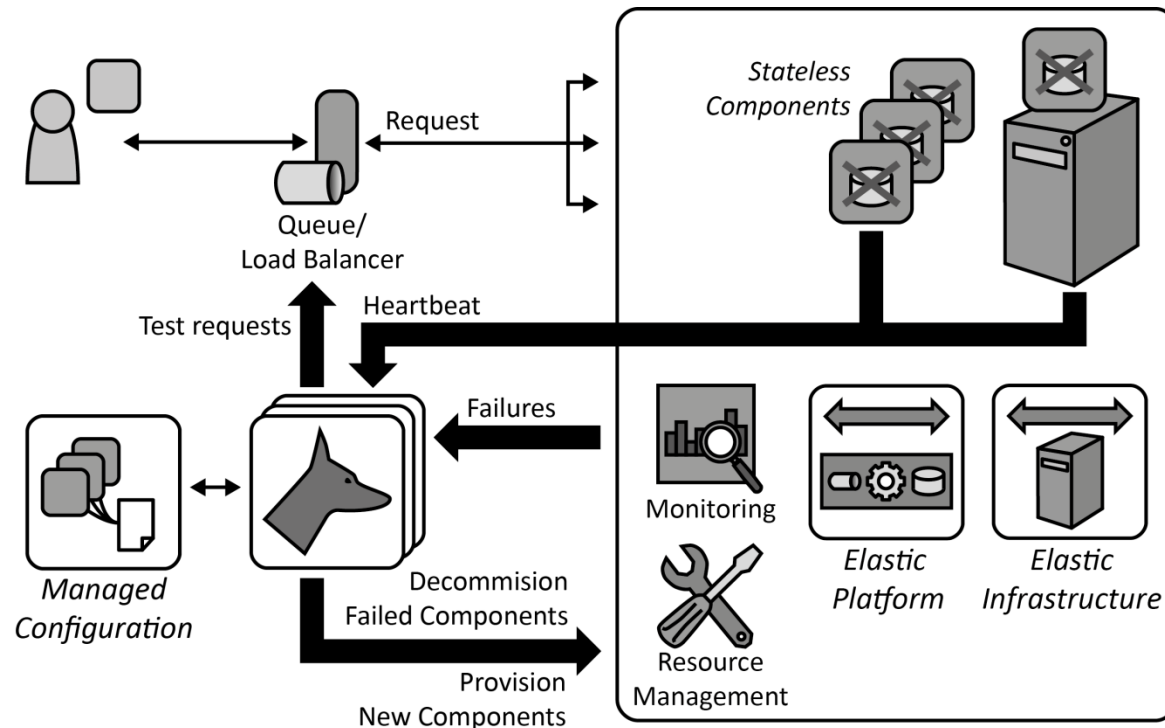 Stateless
Components
Request
Queue/
Load Balancer
Heartbeat
Test requests
Failures
Monitoring
Managed
Configuration
Decommision
Failed Components
Elastic
Platform
Elastic
Infrastructure
Resource
Management
Provision
New Components